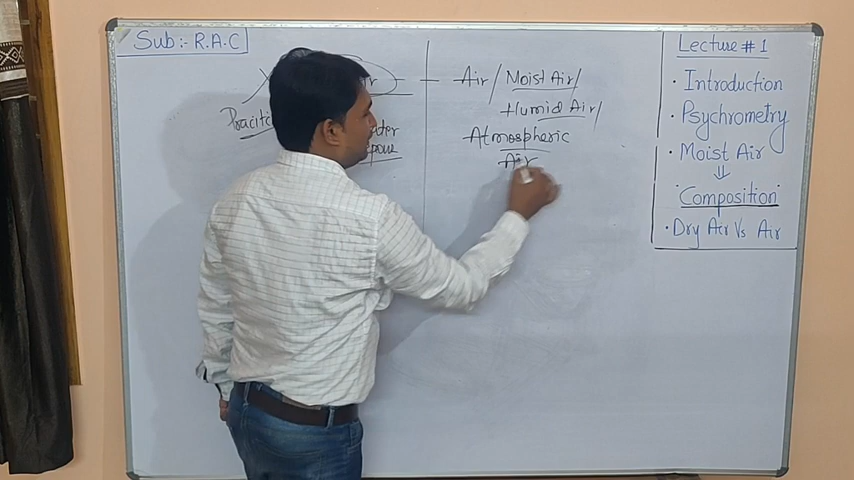 Sub:- R.A.C
Air / Moist Air/
Humid Air/
Atmospheric
Air
Lecture # 1
• Introduction
• Psychrometry
• Moist Air
⇓
"Composition"
• Dry Air Vs Air